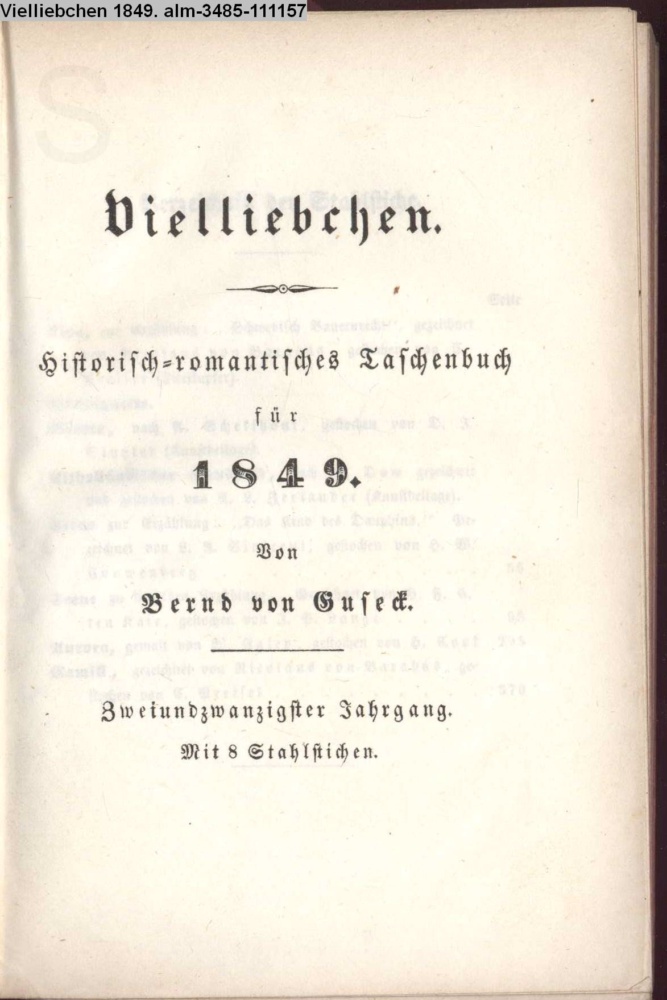 Vielliebchen 1849. alm-3485-111157
Vielliebchen.
Historisch-romantisches Taschenbuch
für
1849.
Von
Bernd von Guseck.
Zweiundzwanzigster Jahrgang.
Mit 8 Stahlstichen.